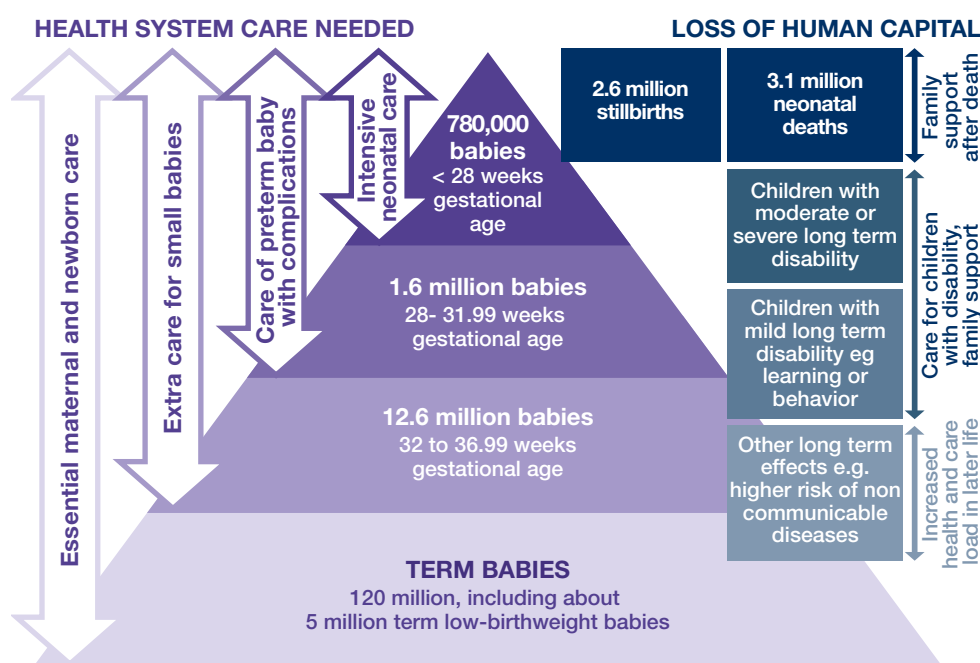 HEALTH SYSTEM CARE NEEDED
LOSS OF HUMAN CAPITAL
Essential maternal and newborn care
Extra care for small babies
Care of preterm baby
with complications
Intensive
neonatal care
780,000
babies
< 28 weeks
gestational
age
1.6 million babies
28- 31.99 weeks
gestational age
12.6 million babies
32 to 36.99 weeks
gestational age
TERM BABIES
120 million, including about
5 million term low-birthweight babies
2.6 million
stillbirths
3.1 million
neonatal
deaths
Family
support
after death
Children with
moderate or
severe long term
disability
Children with
mild long term
disability eg
learning or
behavior
Care for children
with disability,
family support
Other long term
effects e.g.
higher risk of non
communicable
diseases
Increased
health and care
load in later life